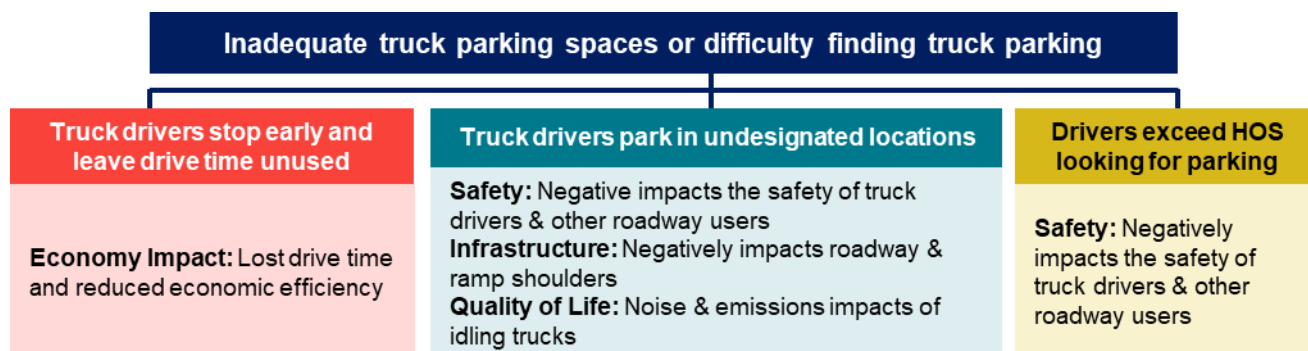 Inadequate truck parking spaces or difficulty finding truck parking
Truck drivers stop early and
leave drive time unused
Economy Impact: Lost drive time
and reduced economic efficiency
Truck drivers park in undesignated locations
Safety: Negative impacts the safety of truck
drivers & other roadway users
Infrastructure: Negatively impacts roadway &
ramp shoulders
Quality of Life: Noise & emissions impacts of
idling trucks
Drivers exceed HOS
looking for parking
Safety: Negatively
impacts the safety of
truck drivers & other
roadway users